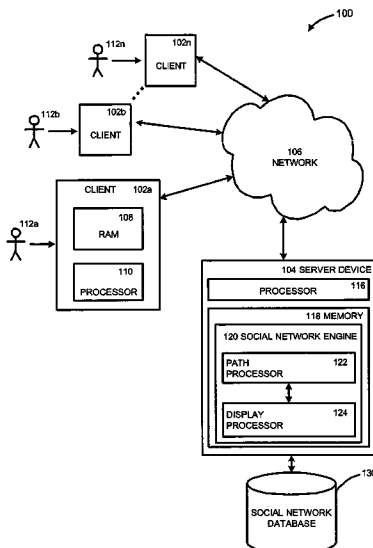 100
112n
102n
CLIENT
112b
102b
CLIENT
106
NETWORK
CLIENT 102a
112a
108
RAM
110
PROCESSOR
104 SERVER DEVICE
PROCESSOR 116
118 MEMORY
120 SOCIAL NETWORK ENGINE
PATH 122
PROCESSOR
DISPLAY 124
PROCESSOR
130
SOCIAL NETWORK
DATABASE